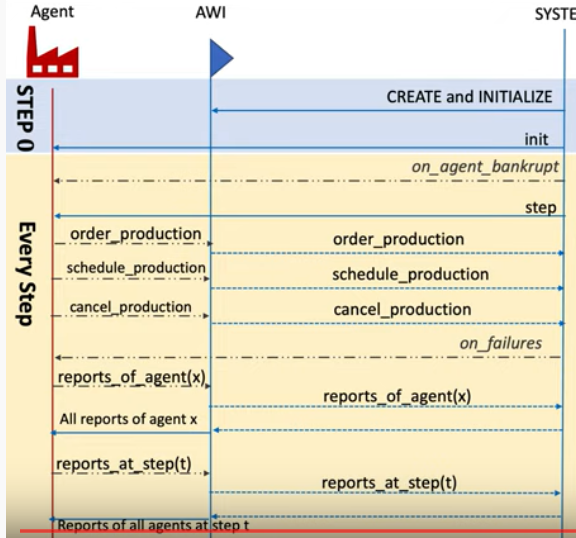 Agent
AWI
SYSTE
STEP 0
CREATE and INITIALIZE
init
Every Step
on_agent_bankrupt
step
order_production
order_production
schedule_production
schedule_production
cancel_production
cancel_production
on_failures
reports_of_agent(x)
reports_of_agent(x)
All reports of agent x
reports_at_step(t)
reports_at_step(t)
Reports of all agents at step t